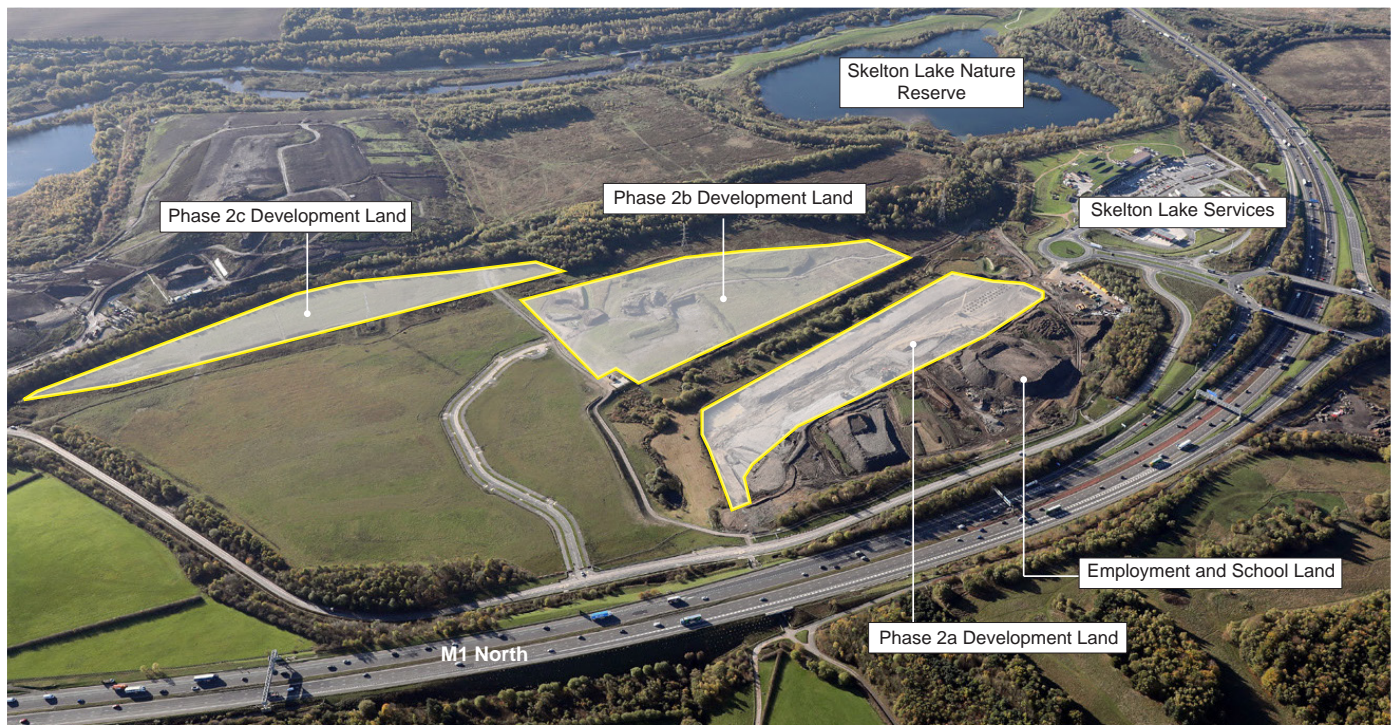 Skelton Lake Nature
Reserve
Phase 2b Development Land
Phase 2c Development Land
Skelton Lake Services
Employment and School Land
Phase 2a Development Land
M1 North